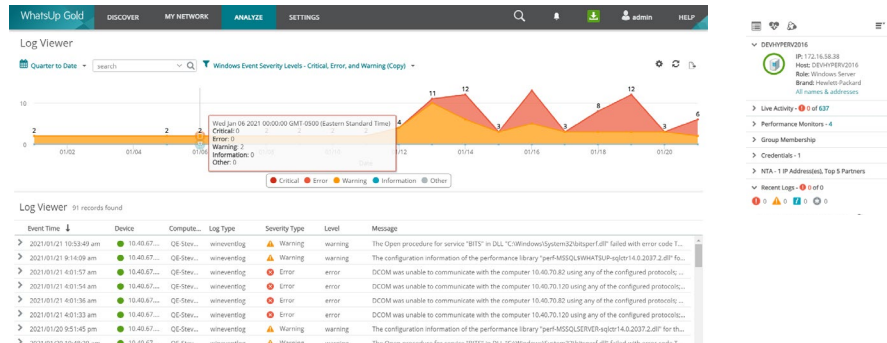 WhatsUp Gold DISCOVER MY NETWORK ANALYZE SETTINGS admin HELP
Log Viewer
Quarter to Date search Windows Event Severity Levels - Critical, Error, and Warning (Copy)
11 12 12
10 8
Wed Jan 06 2021 00:00:00 GMT-0500 (Eastern Standard Time)
Critical: 0
Error: 0
Warning: 2
Information: 0
Other: 0
2 2 2 4 3 3 3 6
0
01/02 01/04 01/06 01/12 01/14 01/16 01/18 01/20
Critical Error Warning Information Other
Log Viewer 91 records found
Event Time Device Compute... Log Type Severity Type Level Message
2021/01/21 10:53:49 am 10.40.67.... QE-Stev... wineventlog Warning warning The Open procedure for service "BITS" in DLL "C:\Windows\System32\bitsperf.dll" failed with error code T...
2021/01/21 9:14:09 am 10.40.67.... QE-Stev... wineventlog Warning warning The configuration information of the performance library "perf-MSSQL$WHATSUP-sqlctr14.0.2037.2.dll" fo...
2021/01/21 4:01:57 am 10.40.67.... QE-Stev... wineventlog Error error DCOM was unable to communicate with the computer 10.40.70.82 using any of the configured protocols; ...
2021/01/21 4:01:54 am 10.40.67.... QE-Stev... wineventlog Error error DCOM was unable to communicate with the computer 10.40.70.120 using any of the configured protocols;...
2021/01/21 4:01:36 am 10.40.67.... QE-Stev... wineventlog Error error DCOM was unable to communicate with the computer 10.40.70.82 using any of the configured protocols; ...
2021/01/21 4:01:33 am 10.40.67.... QE-Stev... wineventlog Error error DCOM was unable to communicate with the computer 10.40.70.120 using any of the configured protocols;...
2021/01/20 9:51:45 pm 10.40.67.... QE-Stev... wineventlog Warning warning The configuration information of the performance library "perf-MSSQLSERVER-sqlctr14.0.2037.2.dll" for th...
DEVHYPERV2016
IP: 172.16.58.38
Host: DEVHYPERV2016
Role: Windows Server
Brand: Hewlett Packard
All names & addresses
Live Activity - 0 of 637
Performance Monitors - 4
Group Membership
Credentials - 1
NTA - 1 IP Address(es), Top 5 Partners
Recent Logs - 0 of 0
0 0 0 0